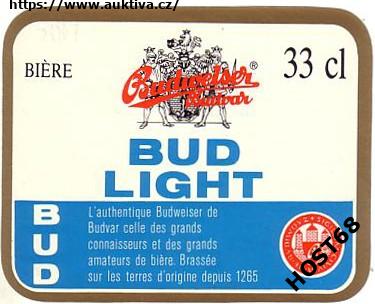 https://www.auktiva.cz/
BIÈRE
Budweiser ®
Budvar
33 cl
BUD
LIGHT
BUD
L'authentique Budweiser de
Budvar celle des grands
connaisseurs et des grands
amateurs de bière. Brassée
sur les terres d'origine depuis 1265
HOST68